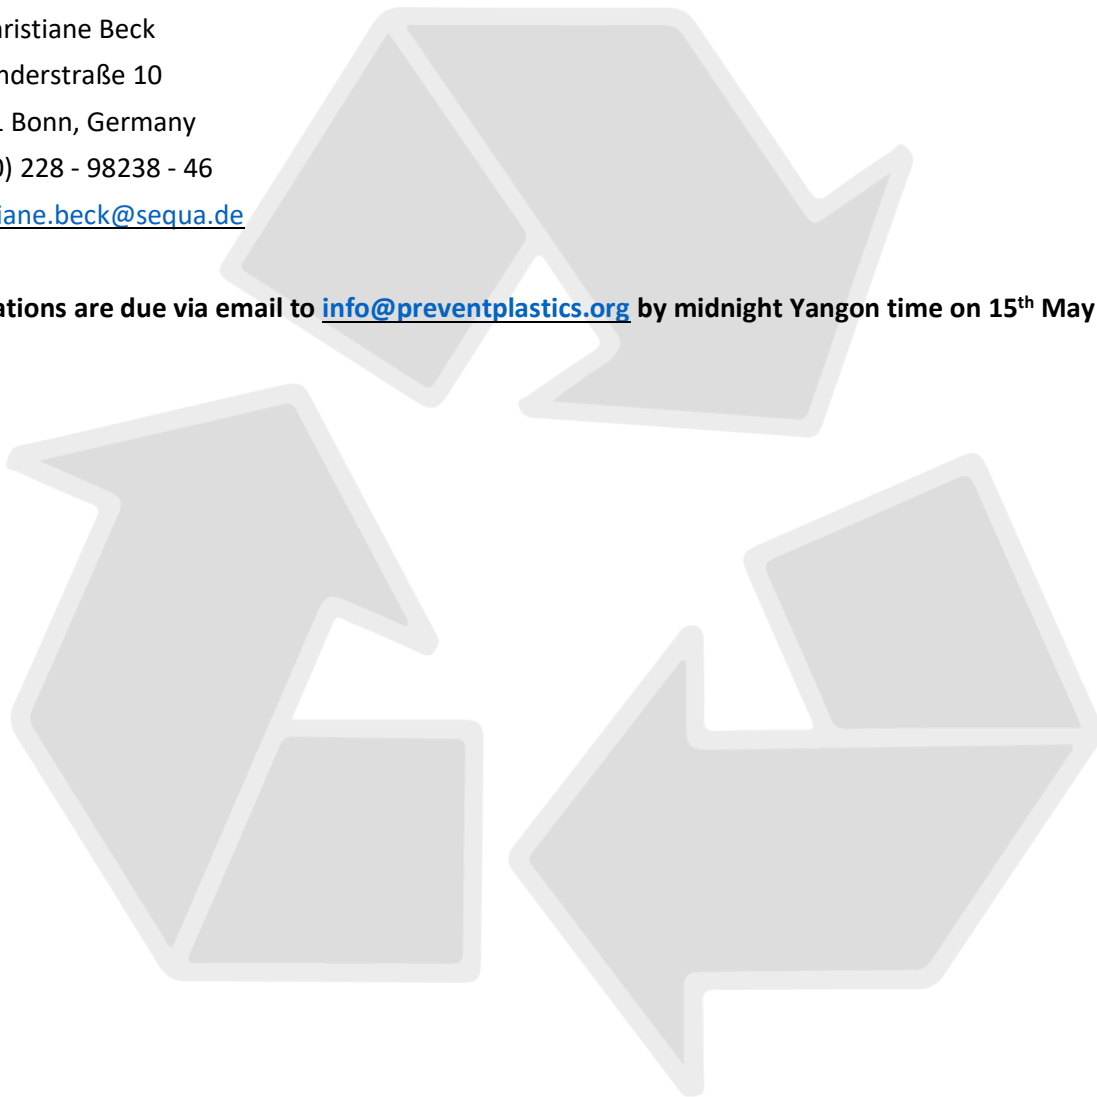 ristiane Beck
nderstraße 10
Bonn, Germany
0) 228 - 98238 - 46
iane.beck@sequa.de
ations are due via email to info@preventplastics.org by midnight Yangon time on 15th May